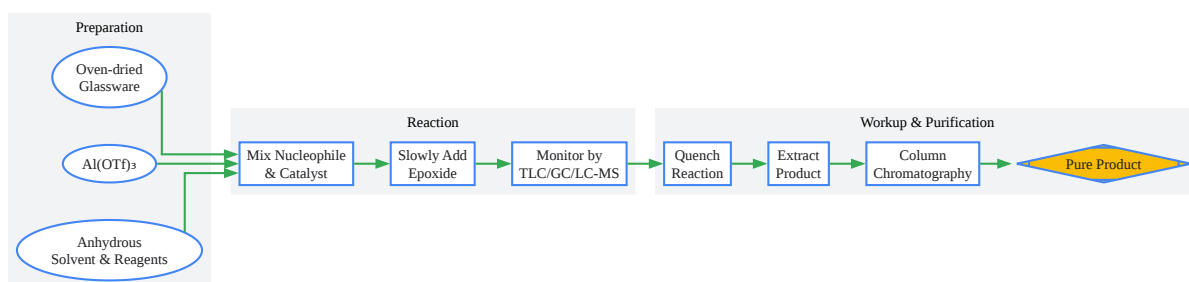 Preparation
Oven-dried
Glassware
Al(OTf)₃
Anhydrous
Solvent & Reagents
Reaction
Mix Nucleophile
& Catalyst
Slowly Add
Epoxide
Monitor by
TLC/GC/LC-MS
Workup & Purification
Quench
Reaction
Extract
Product
Column
Chromatography
Pure Product